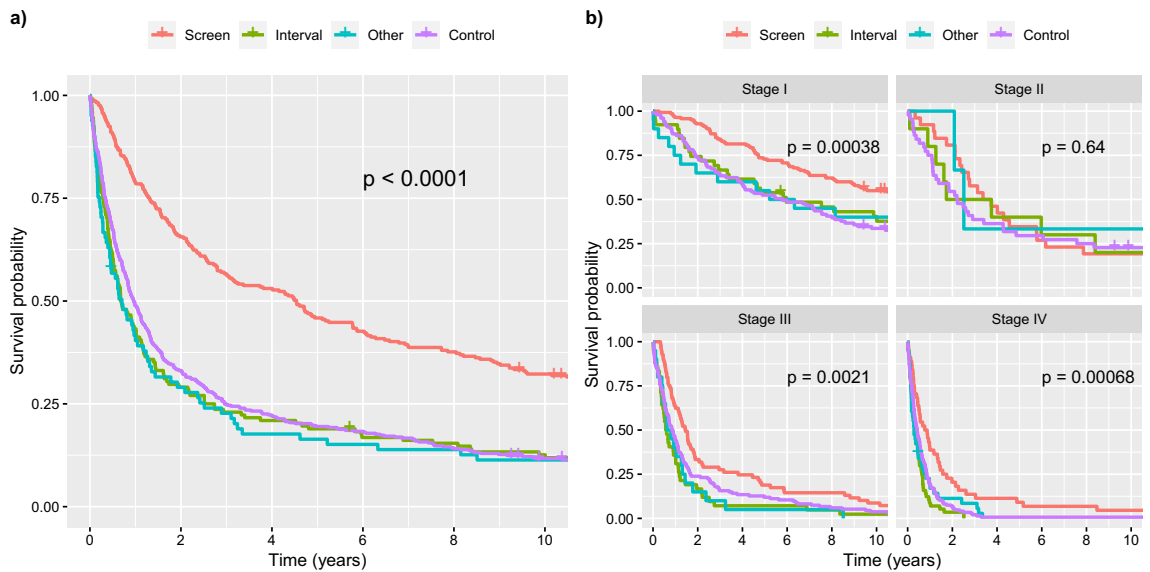 a)
Screen Interval Other Control
1.00
0.75
0.50
0.25
0.00
Survival probability
p < 0.0001
0 2 4 6 8 10
Time (years)
b)
Screen Interval Other Control
Stage I Stage II
1.00
0.75
0.50
0.25
0.00
p = 0.00038 p = 0.64
Survival probability
Stage III Stage IV
1.00
0.75
0.50
0.25
0.00
p = 0.0021 p = 0.00068
0 2 4 6 8 10 0 2 4 6 8 10
Time (years)